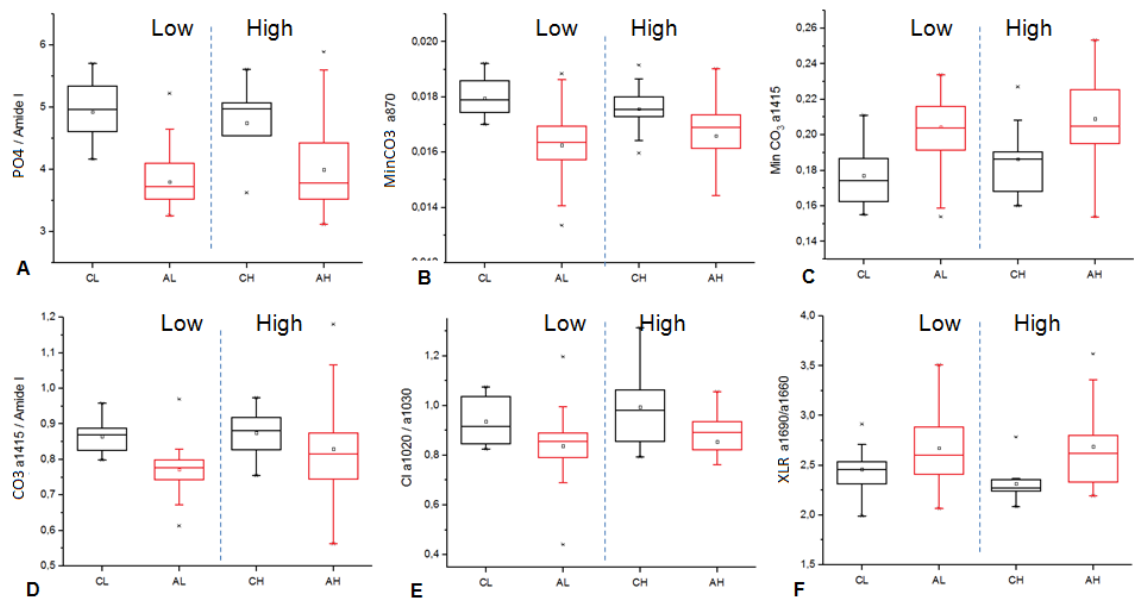 Low High
PO4 / Amide I
6
5
4
3
CL AL CH AH
A
Low High
MinCO3 a870
0,020
0,018
0,016
0,014
CL AL CH AH
B
Low High
Min CO3 a1415
0,26
0,24
0,22
0,20
0,18
0,16
0,14
CL AL CH AH
C
Low High
CO3 a1415 / Amide I
1,2
1,1
1,0
0,9
0,8
0,7
0,6
0,5
CL AL CH AH
D
Low High
CI a1020 / a1030
1,2
1,0
0,8
0,6
0,4
CL AL CH AH
E
Low High
XLR a1690/a1660
4,0
3,5
3,0
2,5
2,0
1,5
CL AL CH AH
F